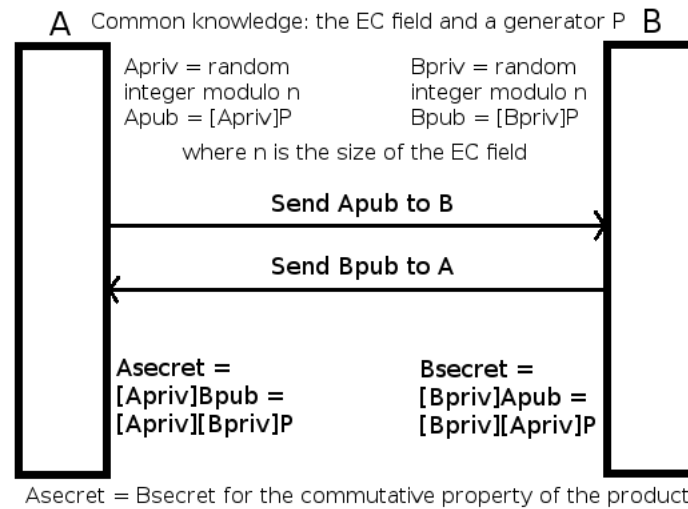 A Common knowledge: the EC field and a generator P B
Apriv = random
integer modulo n
Apub = [Apriv]P
Bpriv = random
integer modulo n
Bpub = [Bpriv]P
where n is the size of the EC field
Send Apub to B
Send Bpub to A
Asecret =
[Apriv]Bpub =
[Apriv][Bpriv]P
Bsecret =
[Bpriv]Apub =
[Bpriv][Apriv]P
Asecret = Bsecret for the commutative property of the product